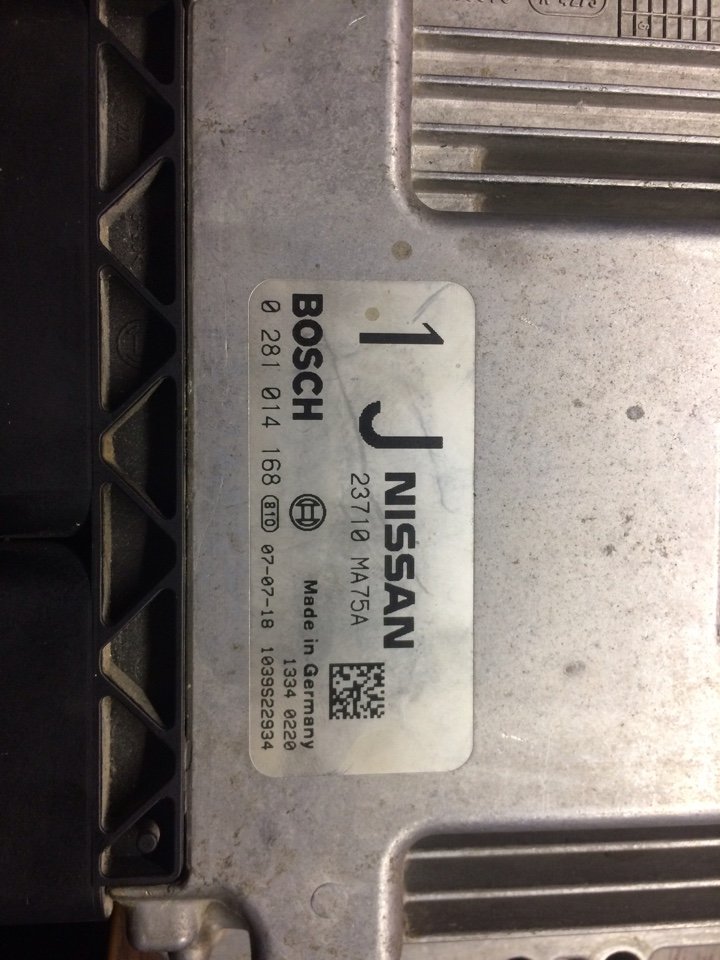 1 J NISSAN
23710 MA75A
BOSCH
Made in Germany
1334 0220
0 281 014 168 810 07-07-18 1039S22934